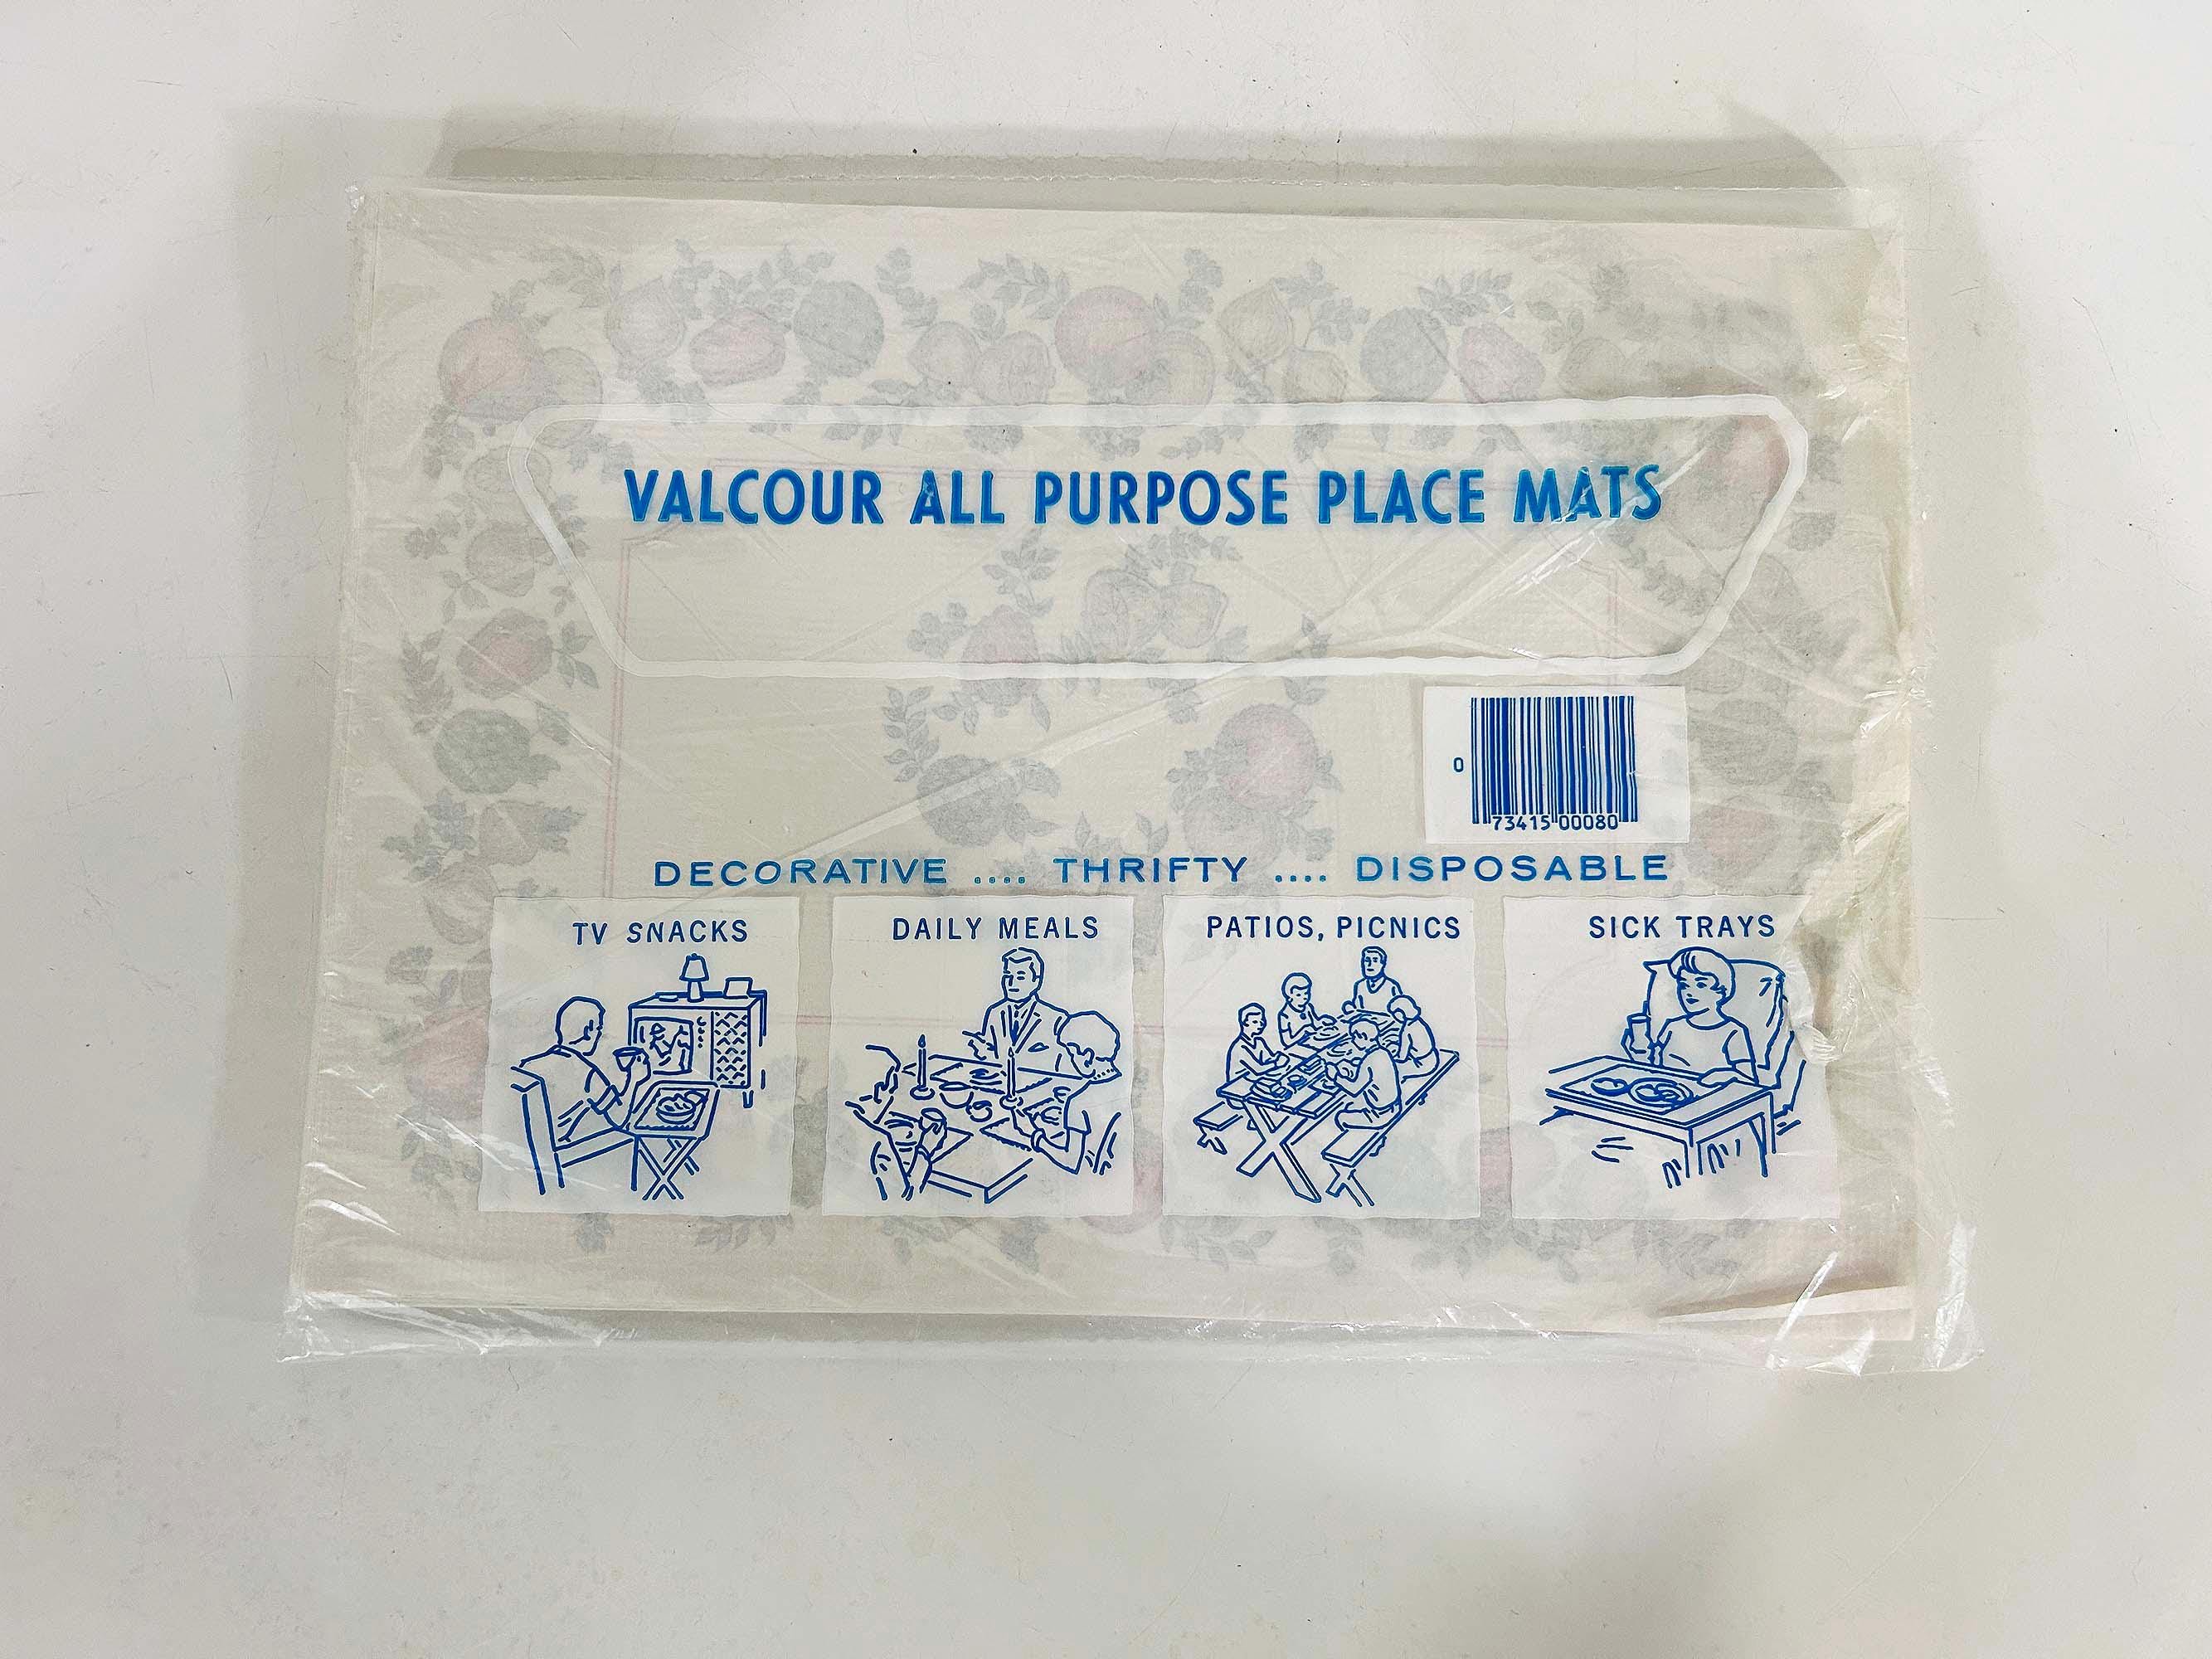 VALCOUR ALL PURPOSE PLACE MATS
0 73415 00080
DECORATIVE .... THRIFTY .... DISPOSABLE
TV SNACKS
DAILY MEALS
PATIOS, PICNICS
SICK TRAYS